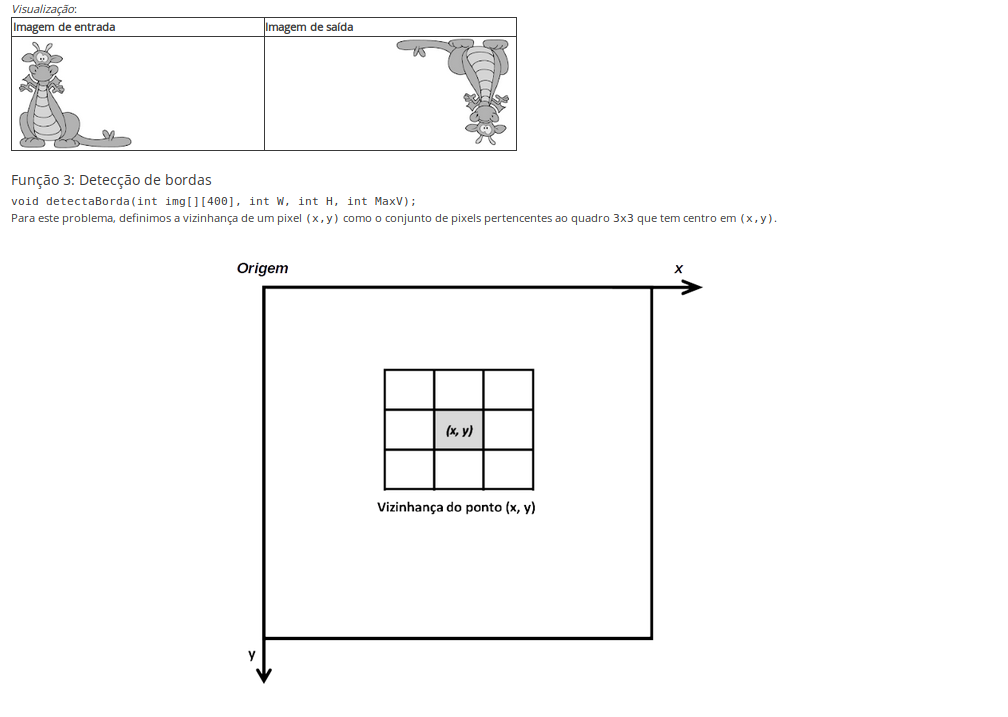 Visualização:
Imagem de entrada
Imagem de saída
Função 3: Detecção de bordas
void detectaBorda(int img[][400], int W, int H, int MaxV);
Para este problema, definimos a vizinhança de um pixel (x,y) como o conjunto de pixels pertencentes ao quadro 3x3 que tem centro em (x,y).
Origem
x
(x, y)
Vizinhança do ponto (x, y)
y